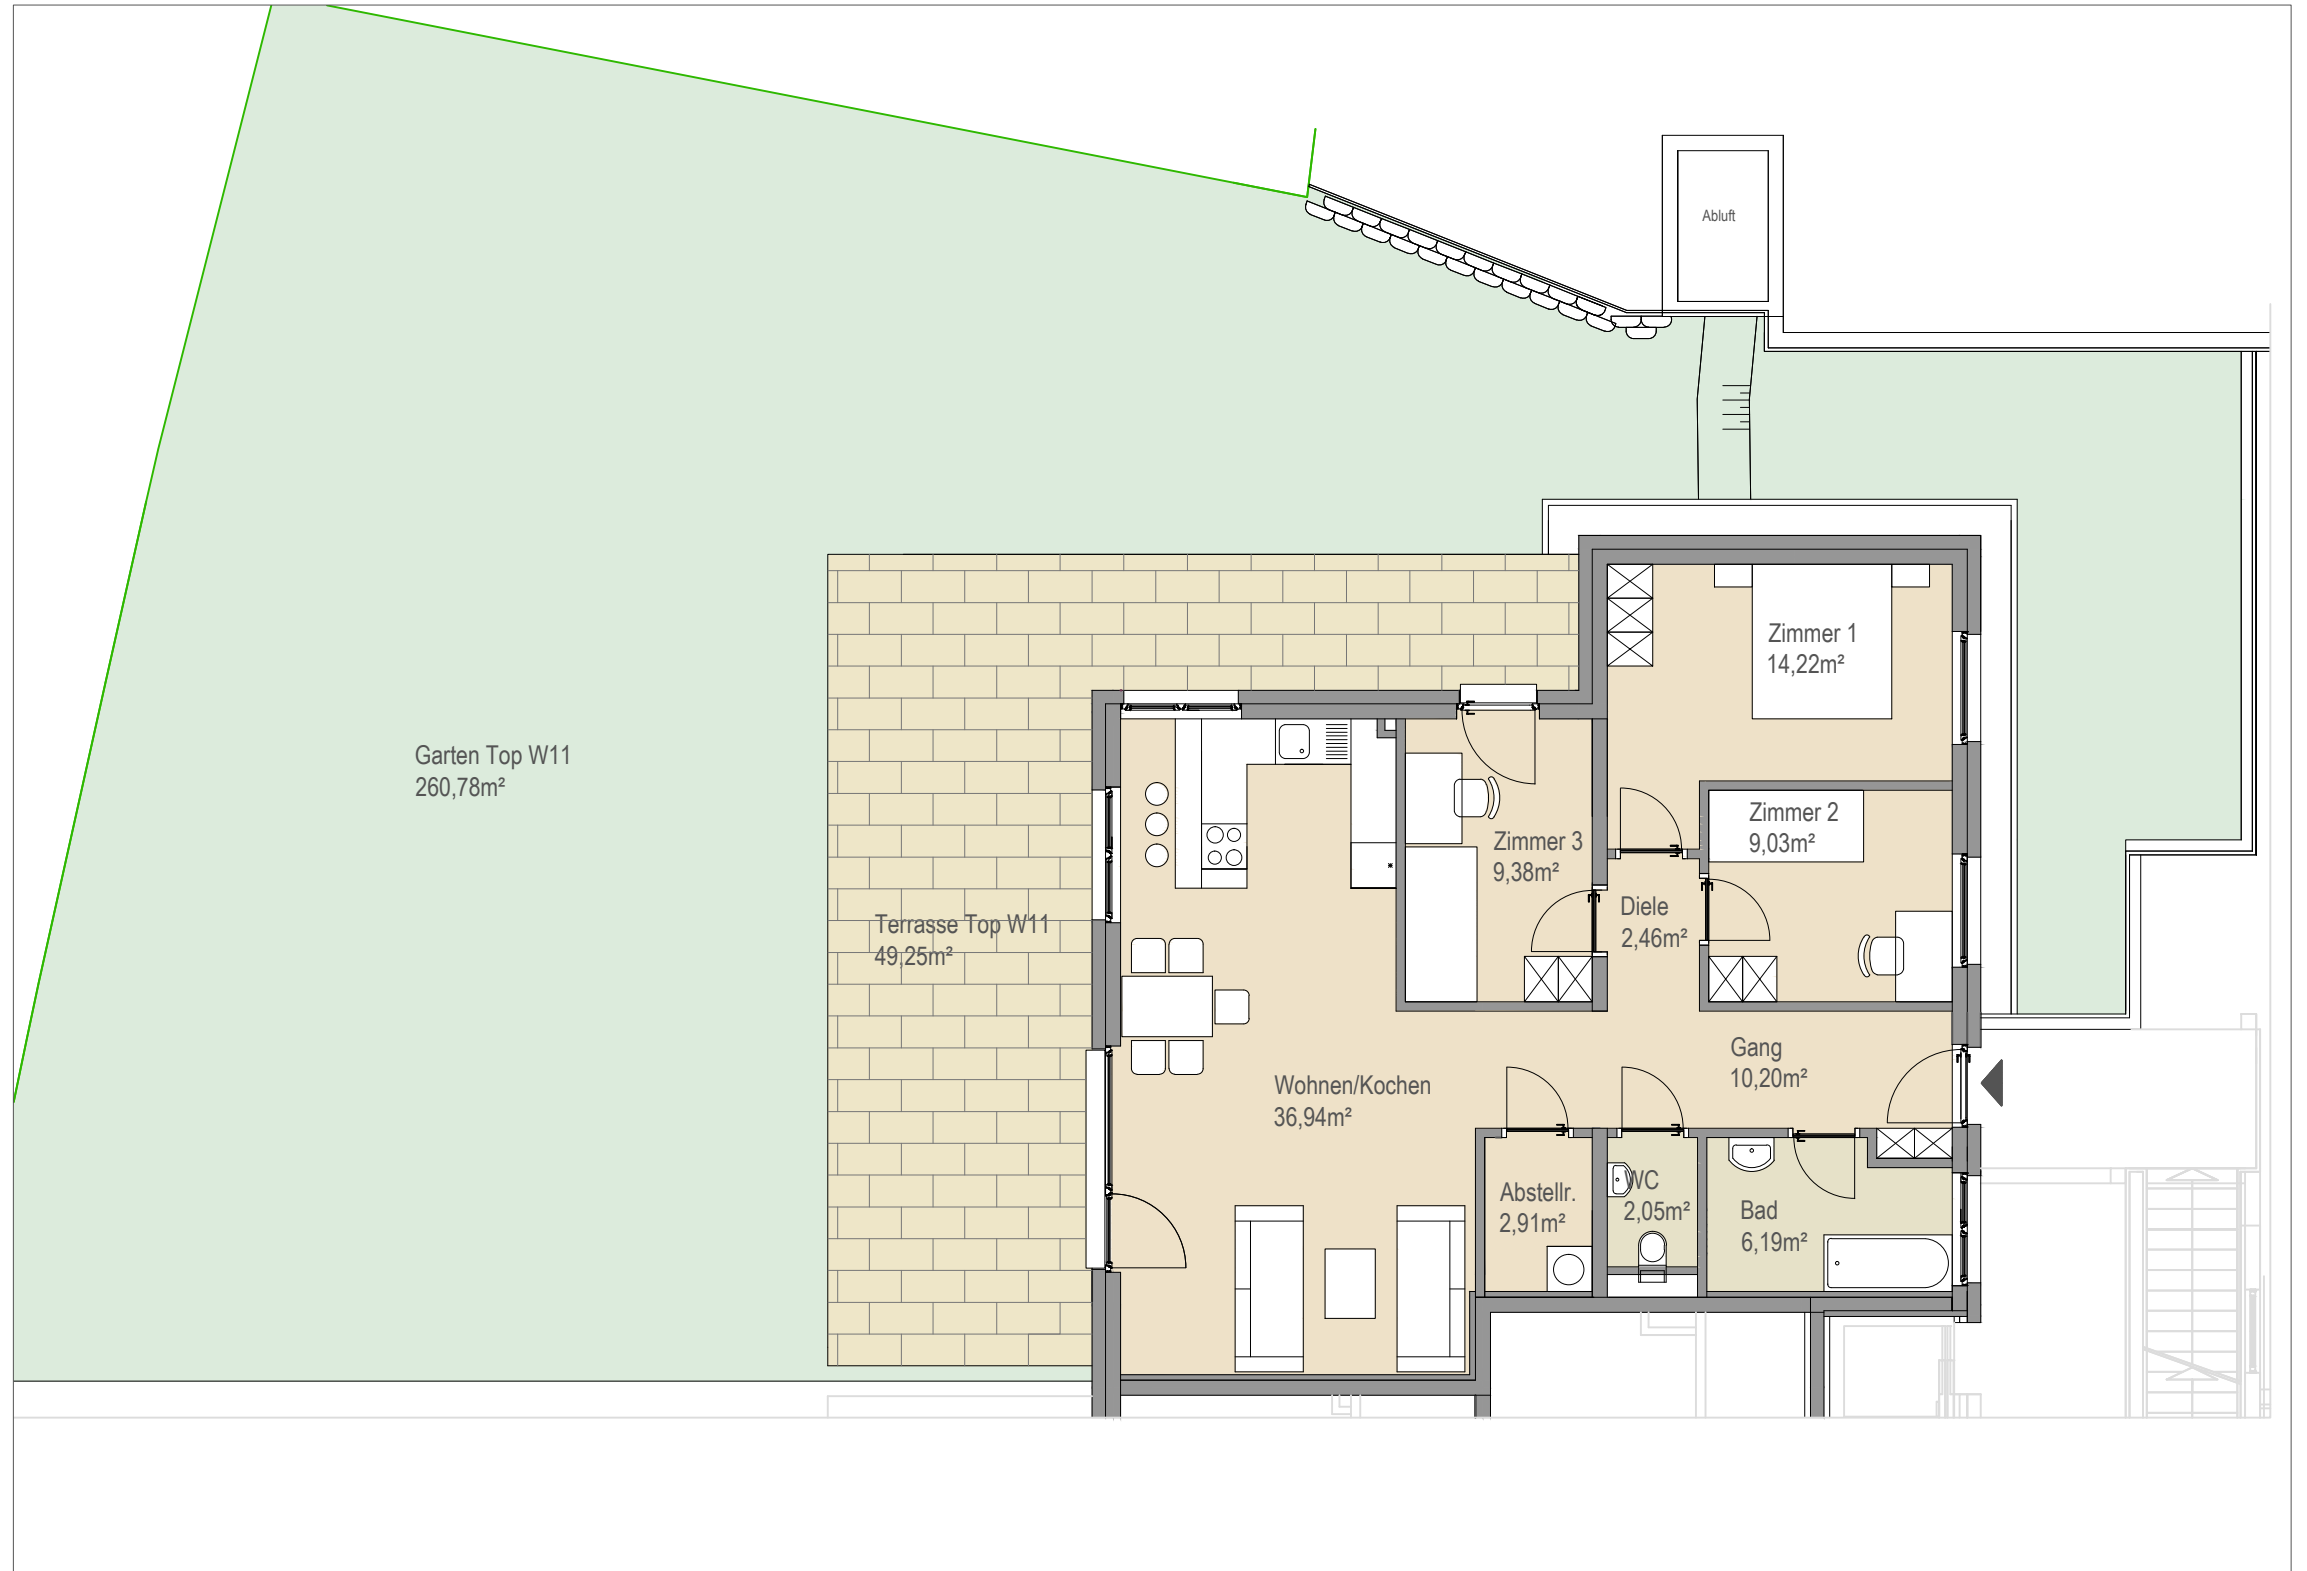 Abluft
Zimmer 1
14,22m²
Garten Top W11
260,78m²
Zimmer 2
9,03m²
Zimmer 3
9,38m²
Diele
2,46m²
Terrasse Top W11
49,25m²
Gang
10,20m²
Wohnen/Kochen
36,94m²
Abstellr.
2,91m²
WC
2,05m²
Bad
6,19m²